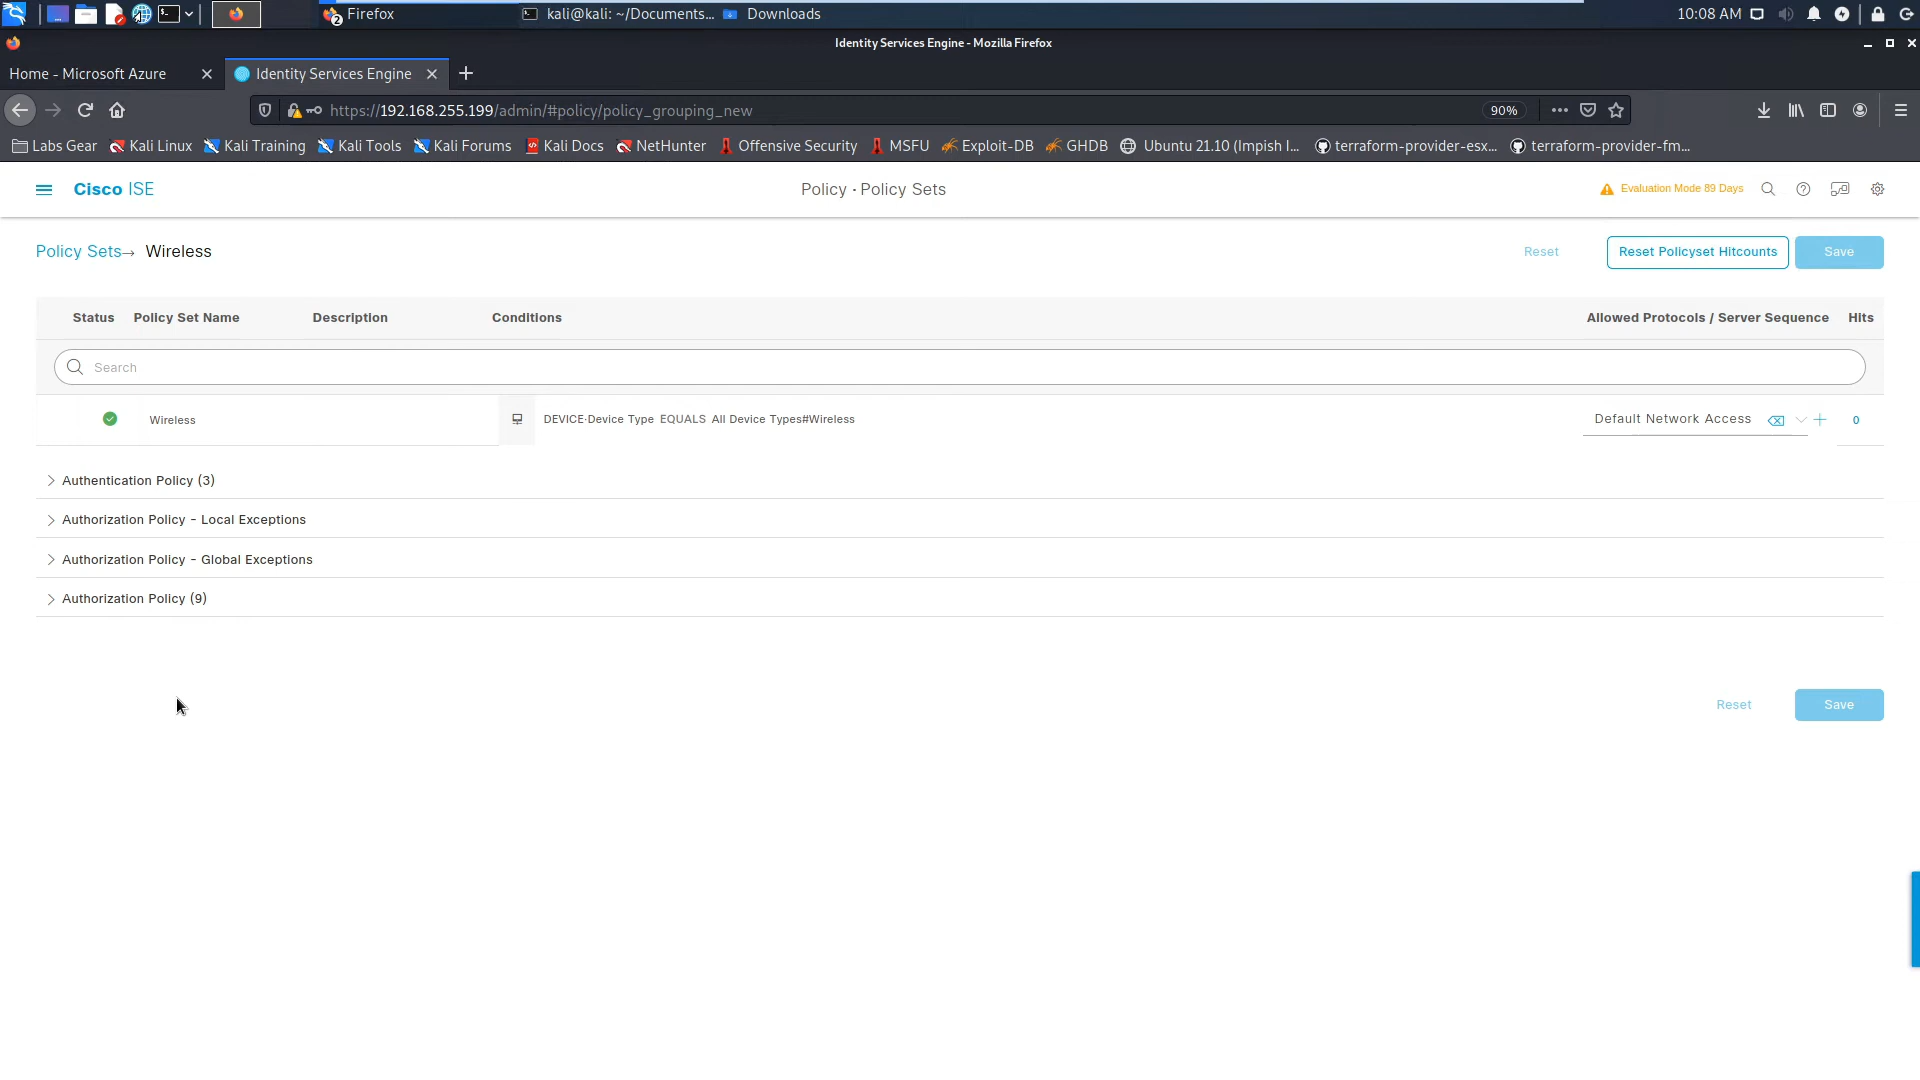 Firefox
kali@kali: ~/Documents...
Downloads
10:08 AM
Identity Services Engine - Mozilla Firefox
Home - Microsoft Azure
Identity Services Engine
https://192.168.255.199/admin/#policy/policy_grouping_new
90%
Labs Gear
Kali Linux
Kali Training
Kali Tools
Kali Forums
Kali Docs
NetHunter
Offensive Security
MSFU
Exploit-DB
GHDB
Ubuntu 21.10 (Impish I...
terraform-provider-esx...
terraform-provider-fm...
Cisco ISE
Policy · Policy Sets
Evaluation Mode 89 Days
Policy Sets→ Wireless
Reset
Reset Policyset Hitcounts
Save
Status
Policy Set Name
Description
Conditions
Allowed Protocols / Server Sequence
Hits
Search
Wireless
DEVICE·Device Type EQUALS All Device Types#Wireless
Default Network Access
0
Authentication Policy (3)
Authorization Policy - Local Exceptions
Authorization Policy - Global Exceptions
Authorization Policy (9)
Reset
Save